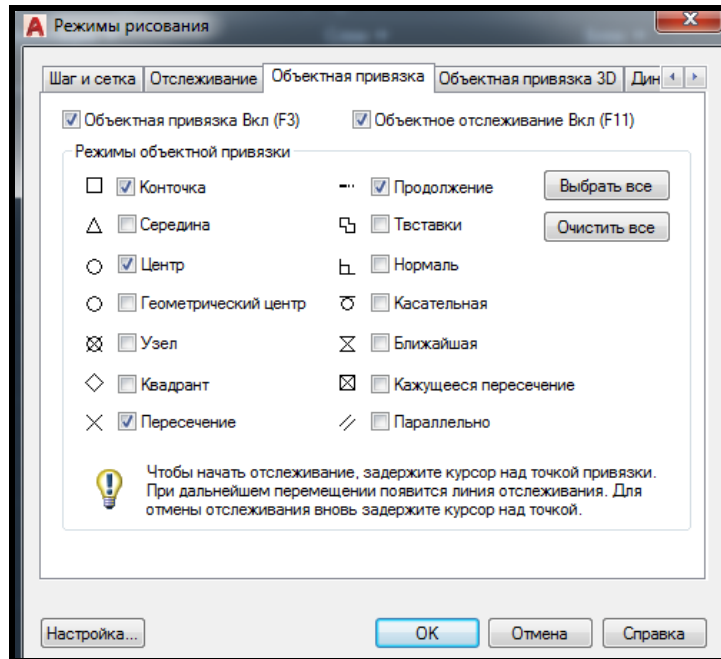 Режимы рисования
Шаг и сетка Отслеживание Объектная привязка Объектная привязка 3D Дин
Объектная привязка Вкл (F3) Объектное отслеживание Вкл (F11)
Режимы объектной привязки
Конточка Продолжение Выбрать все
Середина Твставки Очистить все
Центр Нормаль
Геометрический центр Касательная
Узел Ближайшая
Квадрант Кажущееся пересечение
Пересечение Параллельно
Чтобы начать отслеживание, задержите курсор над точкой привязки.
При дальнейшем перемещении появится линия отслеживания. Для
отмены отслеживания вновь задержите курсор над точкой.
Настройка... OK Отмена Справка